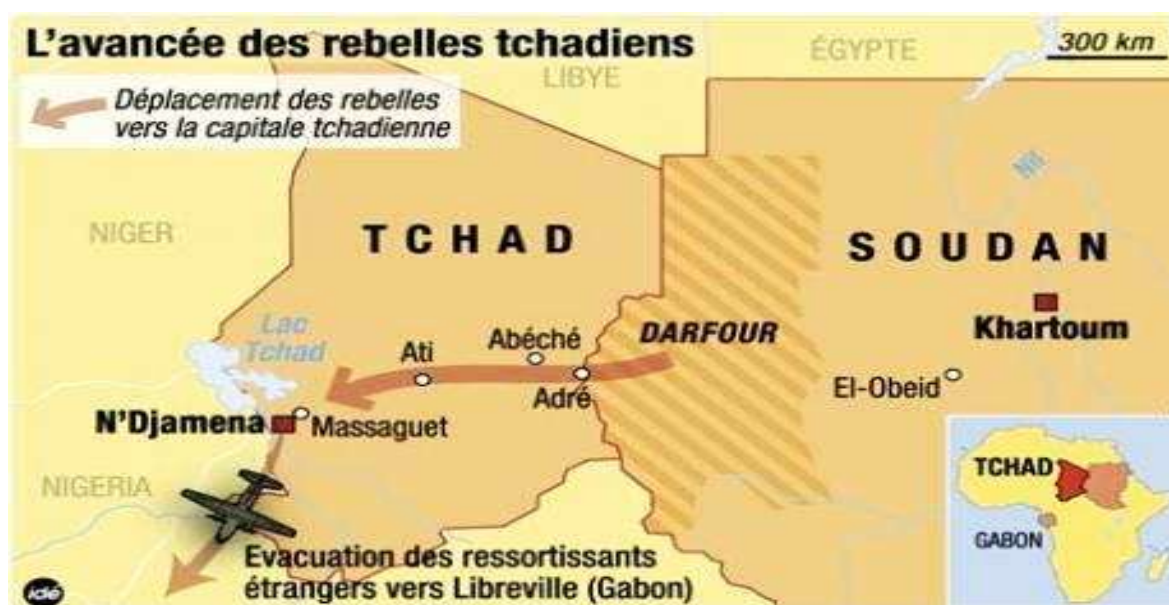 L'avancée des rebelles tchadiens
Déplacement des rebelles
vers la capitale tchadienne
LIBYE
ÉGYPTE
300 km
NIGER
TCHAD
SOUDAN
Nil
Khartoum
Lac
Tchad
Ati
Abéché
DARFOUR
Adré
El-Obeid
N'Djamena
Massaguet
NIGERIA
TCHAD
GABON
Evacuation des ressortissants
étrangers vers Libreville (Gabon)
idé